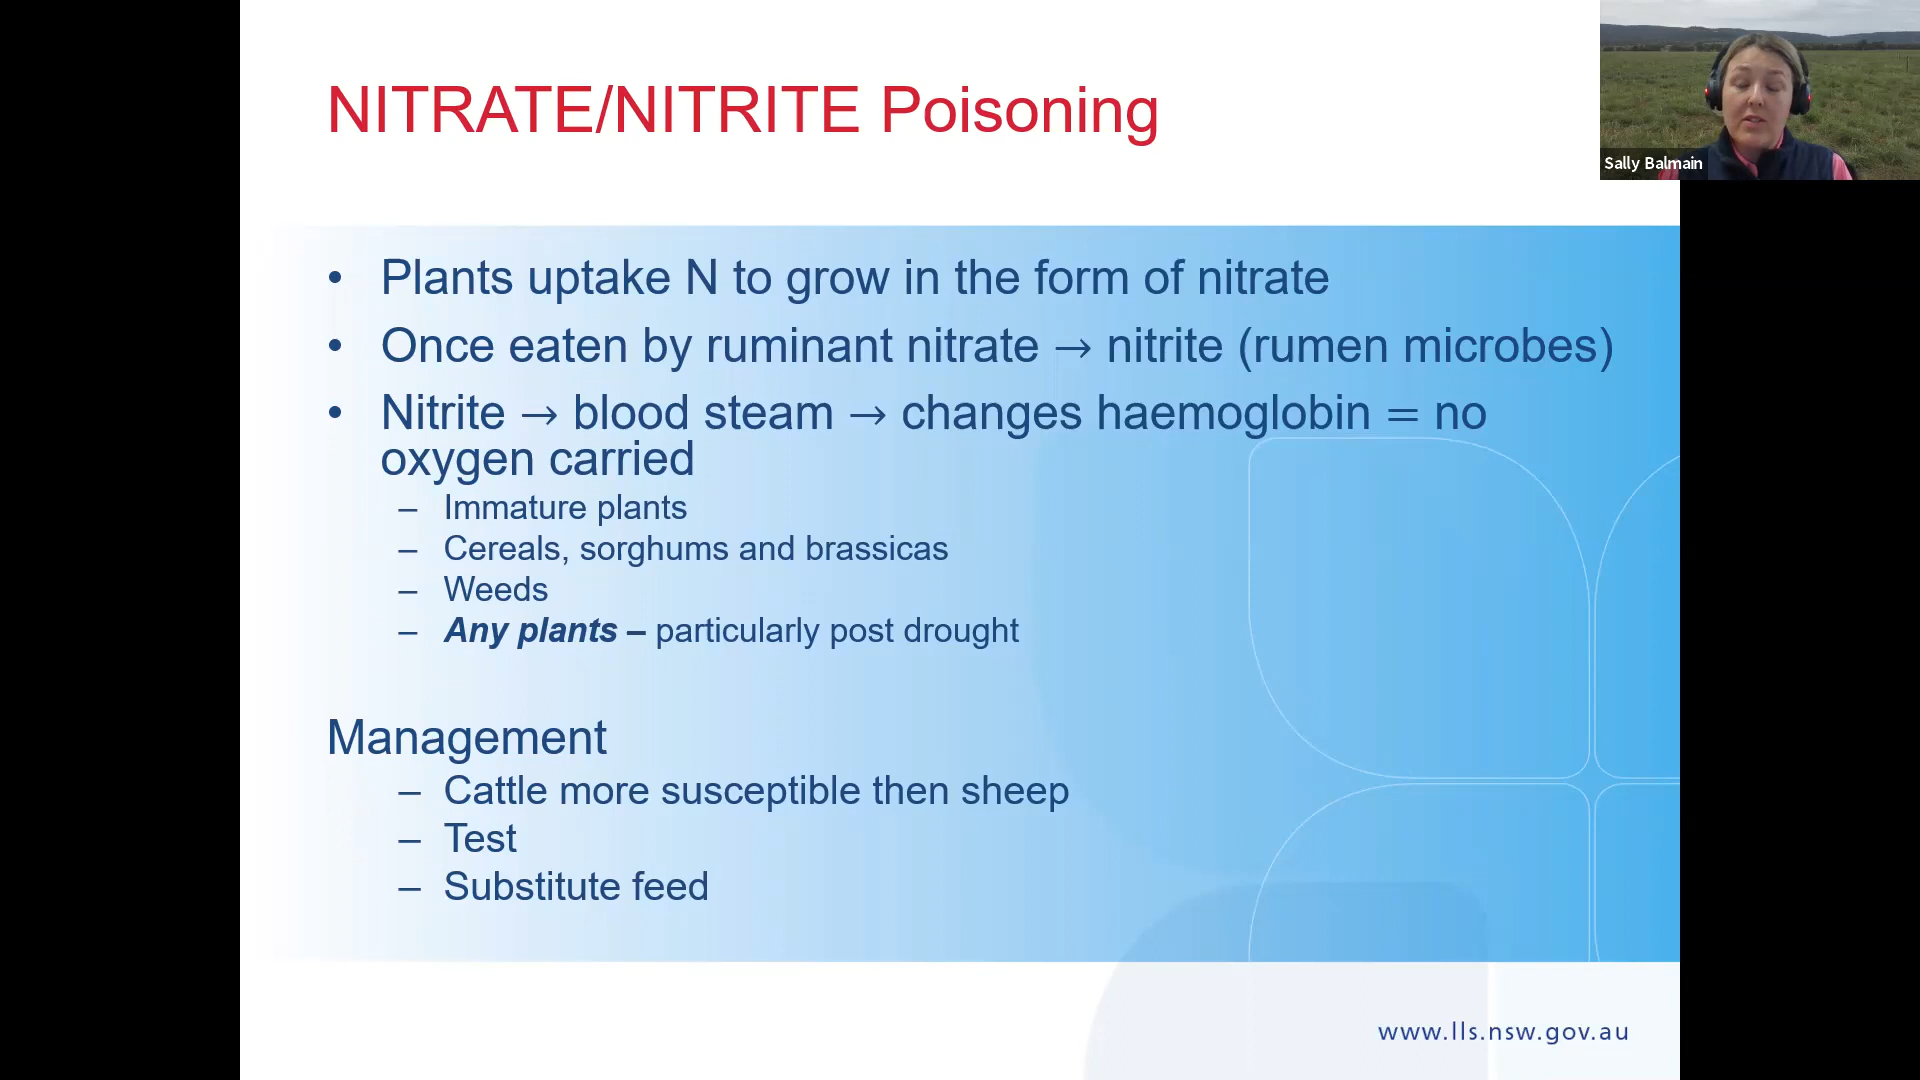 NITRATE/NITRITE Poisoning
Sally Balmain
• Plants uptake N to grow in the form of nitrate
• Once eaten by ruminant nitrate → nitrite (rumen microbes)
• Nitrite → blood steam → changes haemoglobin = no
oxygen carried
– Immature plants
– Cereals, sorghums and brassicas
– Weeds
– Any plants – particularly post drought
Management
– Cattle more susceptible then sheep
– Test
– Substitute feed
www.lls.nsw.gov.au